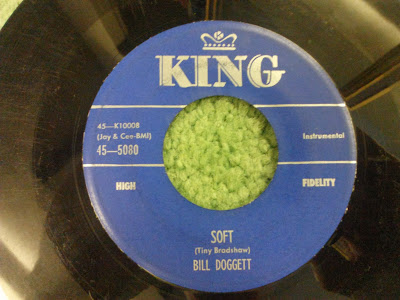 KING
45—K10008
(Jay & Cee-BMI)
Instrumental
45—5080
HIGH
FIDELITY
SOFT
(Tiny Bradshaw)
BILL DOGGETT